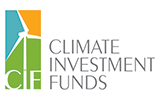 CIF
CLIMATE
INVESTMENT
FUNDS